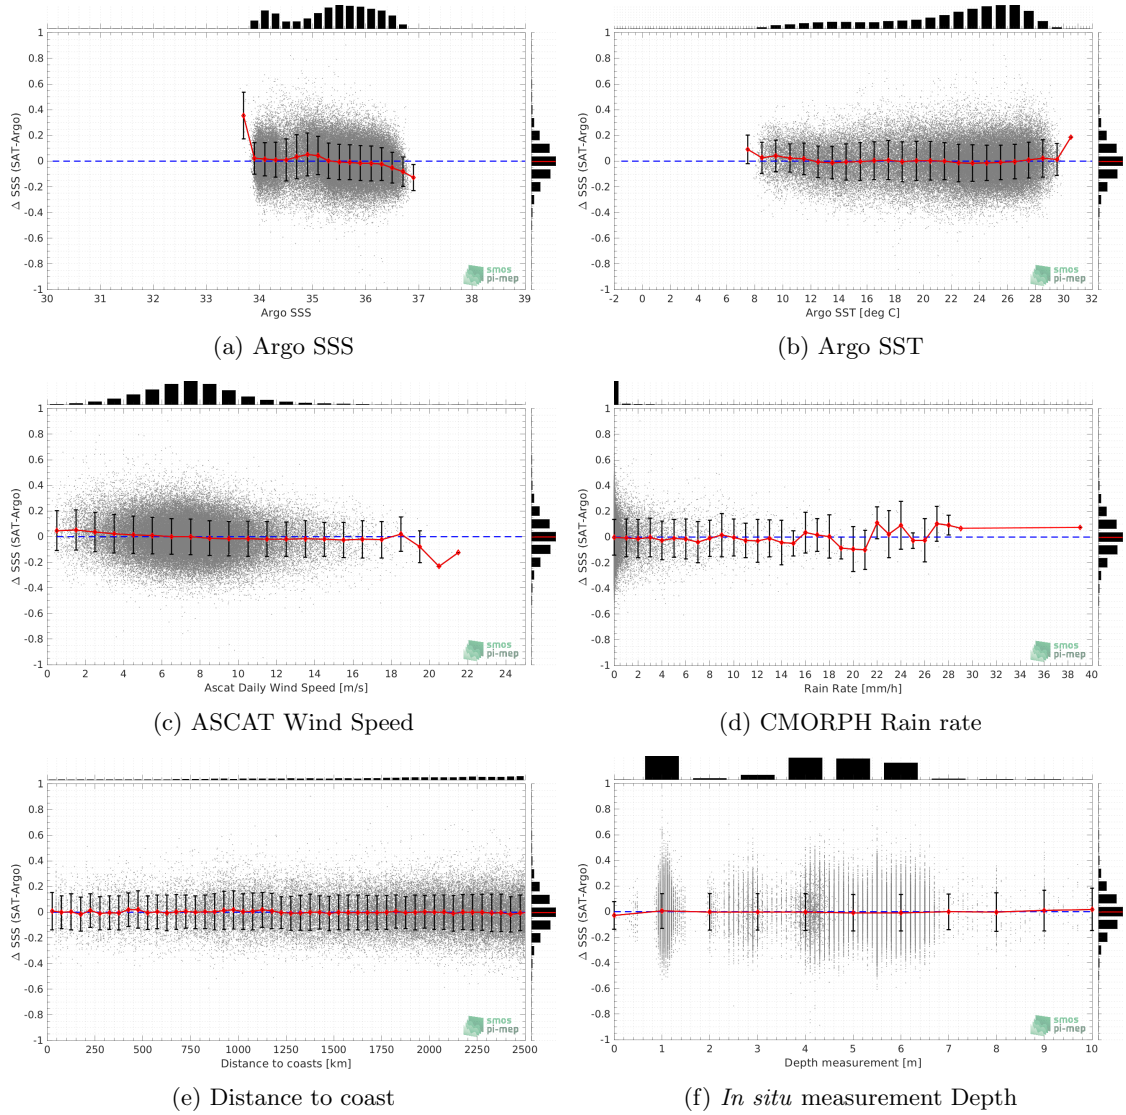 Δ SSS (SAT-Argo)
1
0.8
0.6
0.4
0.2
0
-0.2
-0.4
-0.6
-0.8
-1
30 31 32 33 34 35 36 37 38 39
Argo SSS
smos
pi-mep
(a) Argo SSS
Δ SSS (SAT-Argo)
1
0.8
0.6
0.4
0.2
0
-0.2
-0.4
-0.6
-0.8
-1
-2 0 2 4 6 8 10 12 14 16 18 20 22 24 26 28 30 32
Argo SST [deg C]
smos
pi-mep
(b) Argo SST
Δ SSS (SAT-Argo)
1
0.8
0.6
0.4
0.2
0
-0.2
-0.4
-0.6
-0.8
-1
0 2 4 6 8 10 12 14 16 18 20 22 24
Ascat Daily Wind Speed [m/s]
smos
pi-mep
(c) ASCAT Wind Speed
Δ SSS (SAT-Argo)
1
0.8
0.6
0.4
0.2
0
-0.2
-0.4
-0.6
-0.8
-1
0 2 4 6 8 10 12 14 16 18 20 22 24 26 28 30 32 34 36 38 40
Rain Rate [mm/h]
smos
pi-mep
(d) CMORPH Rain rate
Δ SSS (SAT-Argo)
1
0.8
0.6
0.4
0.2
0
-0.2
-0.4
-0.6
-0.8
-1
0 250 500 750 1000 1250 1500 1750 2000 2250 2500
Distance to coasts [km]
smos
pi-mep
(e) Distance to coast
Δ SSS (SAT-Argo)
1
0.8
0.6
0.4
0.2
0
-0.2
-0.4
-0.6
-0.8
-1
0 1 2 3 4 5 6 7 8 9 10
Depth measurement [m]
smos
pi-mep
(f) In situ measurement Depth